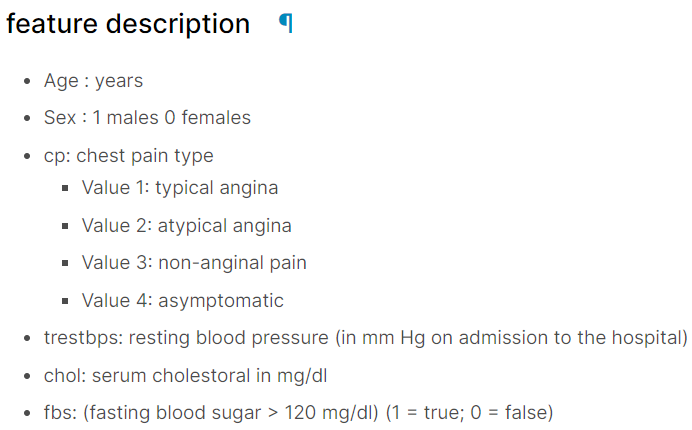 feature description ¶
• Age : years
• Sex : 1 males 0 females
• cp: chest pain type
▪ Value 1: typical angina
▪ Value 2: atypical angina
▪ Value 3: non-anginal pain
▪ Value 4: asymptomatic
• trestbps: resting blood pressure (in mm Hg on admission to the hospital)
• chol: serum cholestoral in mg/dl
• fbs: (fasting blood sugar > 120 mg/dl) (1 = true; 0 = false)